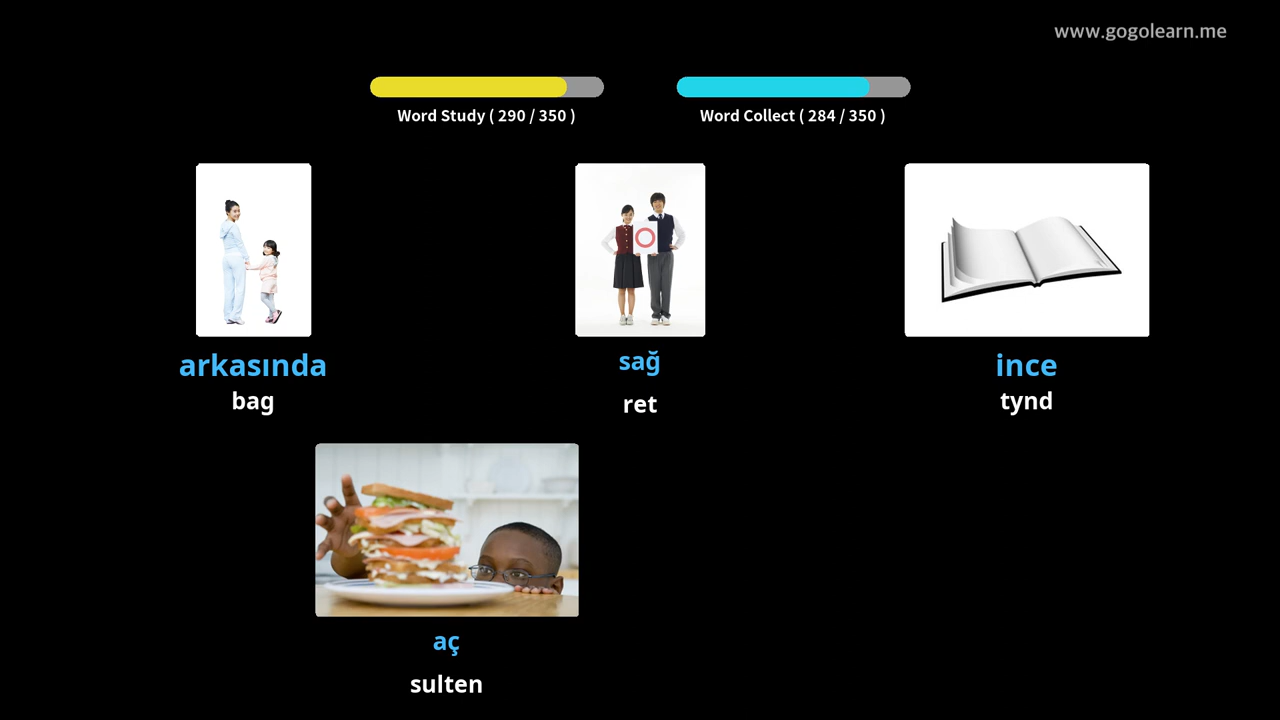 www.gogolearn.me
Word Study ( 290 / 350 )
Word Collect ( 284 / 350 )
arkasında
bag
sağ
ret
ince
tynd
aç
sulten